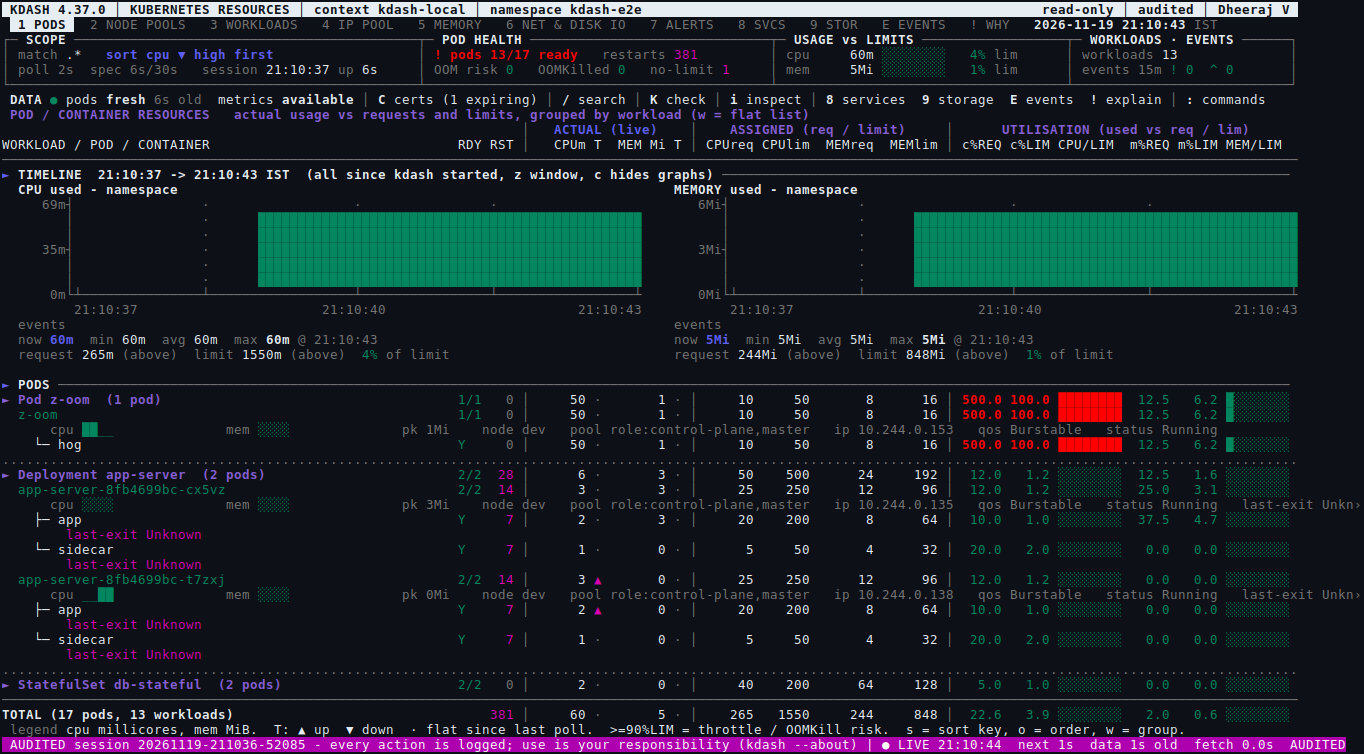 KDASH 4.37.0 │ KUBERNETES RESOURCES │ context kdash-local │ namespace kdash-e2e read-only │ audited │ Dheeraj V
1 PODS 2 NODE POOLS 3 WORKLOADS 4 IP POOL 5 MEMORY 6 NET & DISK IO 7 ALERTS 8 SVCS 9 STOR E EVENTS ! WHY 2026-11-19 21:10:43 IST
SCOPE POD HEALTH USAGE vs LIMITS WORKLOADS · EVENTS
match .* sort cpu ▼ high first ! pods 13/17 ready restarts 381 cpu 60m 4% lim workloads 13
poll 2s spec 6s/30s session 21:10:37 up 6s OOM risk 0 OOMKilled 0 no-limit 1 mem 5Mi 1% lim events 15m ! 0 ^ 0
DATA ● pods fresh 6s old metrics available │ C certs (1 expiring) │ / search │ K check │ i inspect │ 8 services 9 storage E events ! explain │ : commands
POD / CONTAINER RESOURCES actual usage vs requests and limits, grouped by workload (w = flat list)
│ ACTUAL (live) │ ASSIGNED (req / limit) │ UTILISATION (used vs req / lim)
WORKLOAD / POD / CONTAINER RDY RST │ CPUm T MEM Mi T │ CPUreq CPUlim MEMreq MEMlim │ c%REQ c%LIM CPU/LIM m%REQ m%LIM MEM/LIM
► TIMELINE 21:10:37 -> 21:10:43 IST (all since kdash started, z window, c hides graphs)
CPU used - namespace MEMORY used - namespace
69m 6Mi
35m 3Mi
0m 0Mi
21:10:37 21:10:40 21:10:43 21:10:37 21:10:40 21:10:43
events events
now 60m min 60m avg 60m max 60m @ 21:10:43 now 5Mi min 5Mi avg 5Mi max 5Mi @ 21:10:43
request 265m (above) limit 1550m (above) 4% of limit request 244Mi (above) limit 848Mi (above) 1% of limit
► PODS
► Pod z-oom (1 pod) 1/1 0 │ 50 · 1 · │ 10 50 8 16 │ 500.0 100.0 12.5 6.2
z-oom 1/1 0 │ 50 · 1 · │ 10 50 8 16 │ 500.0 100.0 12.5 6.2
cpu mem pk 1Mi node dev pool role:control-plane,master ip 10.244.0.153 qos Burstable status Running
└─ hog Y 0 │ 50 · 1 · │ 10 50 8 16 │ 500.0 100.0 12.5 6.2
► Deployment app-server (2 pods) 2/2 28 │ 6 · 3 · │ 50 500 24 192 │ 12.0 1.2 12.5 1.6
app-server-8fb4699bc-cx5vz 2/2 14 │ 3 · 3 · │ 25 250 12 96 │ 12.0 1.2 25.0 3.1
cpu mem pk 3Mi node dev pool role:control-plane,master ip 10.244.0.135 qos Burstable status Running last-exit Unkn›
├─ app Y 7 │ 2 · 3 · │ 20 200 8 64 │ 10.0 1.0 37.5 4.7
last-exit Unknown
└─ sidecar Y 7 │ 1 · 0 · │ 5 50 4 32 │ 20.0 2.0 0.0 0.0
last-exit Unknown
app-server-8fb4699bc-t7zxj 2/2 14 │ 3 ▲ 0 · │ 25 250 12 96 │ 12.0 1.2 0.0 0.0
cpu mem pk 0Mi node dev pool role:control-plane,master ip 10.244.0.138 qos Burstable status Running last-exit Unkn›
├─ app Y 7 │ 2 ▲ 0 · │ 20 200 8 64 │ 10.0 1.0 0.0 0.0
last-exit Unknown
└─ sidecar Y 7 │ 1 · 0 · │ 5 50 4 32 │ 20.0 2.0 0.0 0.0
last-exit Unknown
► StatefulSet db-stateful (2 pods) 2/2 0 │ 2 · 0 · │ 40 200 64 128 │ 5.0 1.0 0.0 0.0
TOTAL (17 pods, 13 workloads) 381 │ 60 · 5 · │ 265 1550 244 848 │ 22.6 3.9 2.0 0.6
legend cpu millicores, mem MiB. T: ▲ up ▼ down · flat since last poll. >=90%LIM = throttle / OOMKill risk. s = sort key, o = order, w = group.
AUDITED session 20261119-211036-52085 - every action is logged; use is your responsibility (kdash --about) | ● LIVE 21:10:44 next 1s data 1s old fetch 0.0s AUDITED